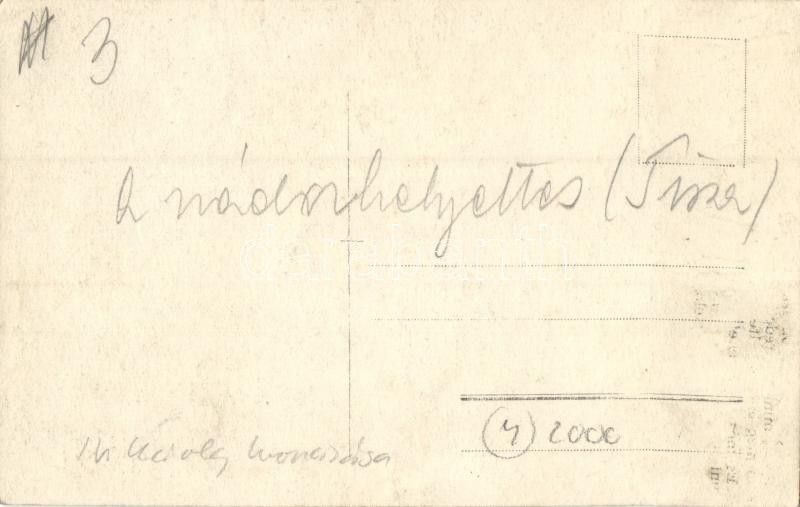 3
a nádorhelyettes (Tisza)
IV. Károly koronázása
(4) 2000